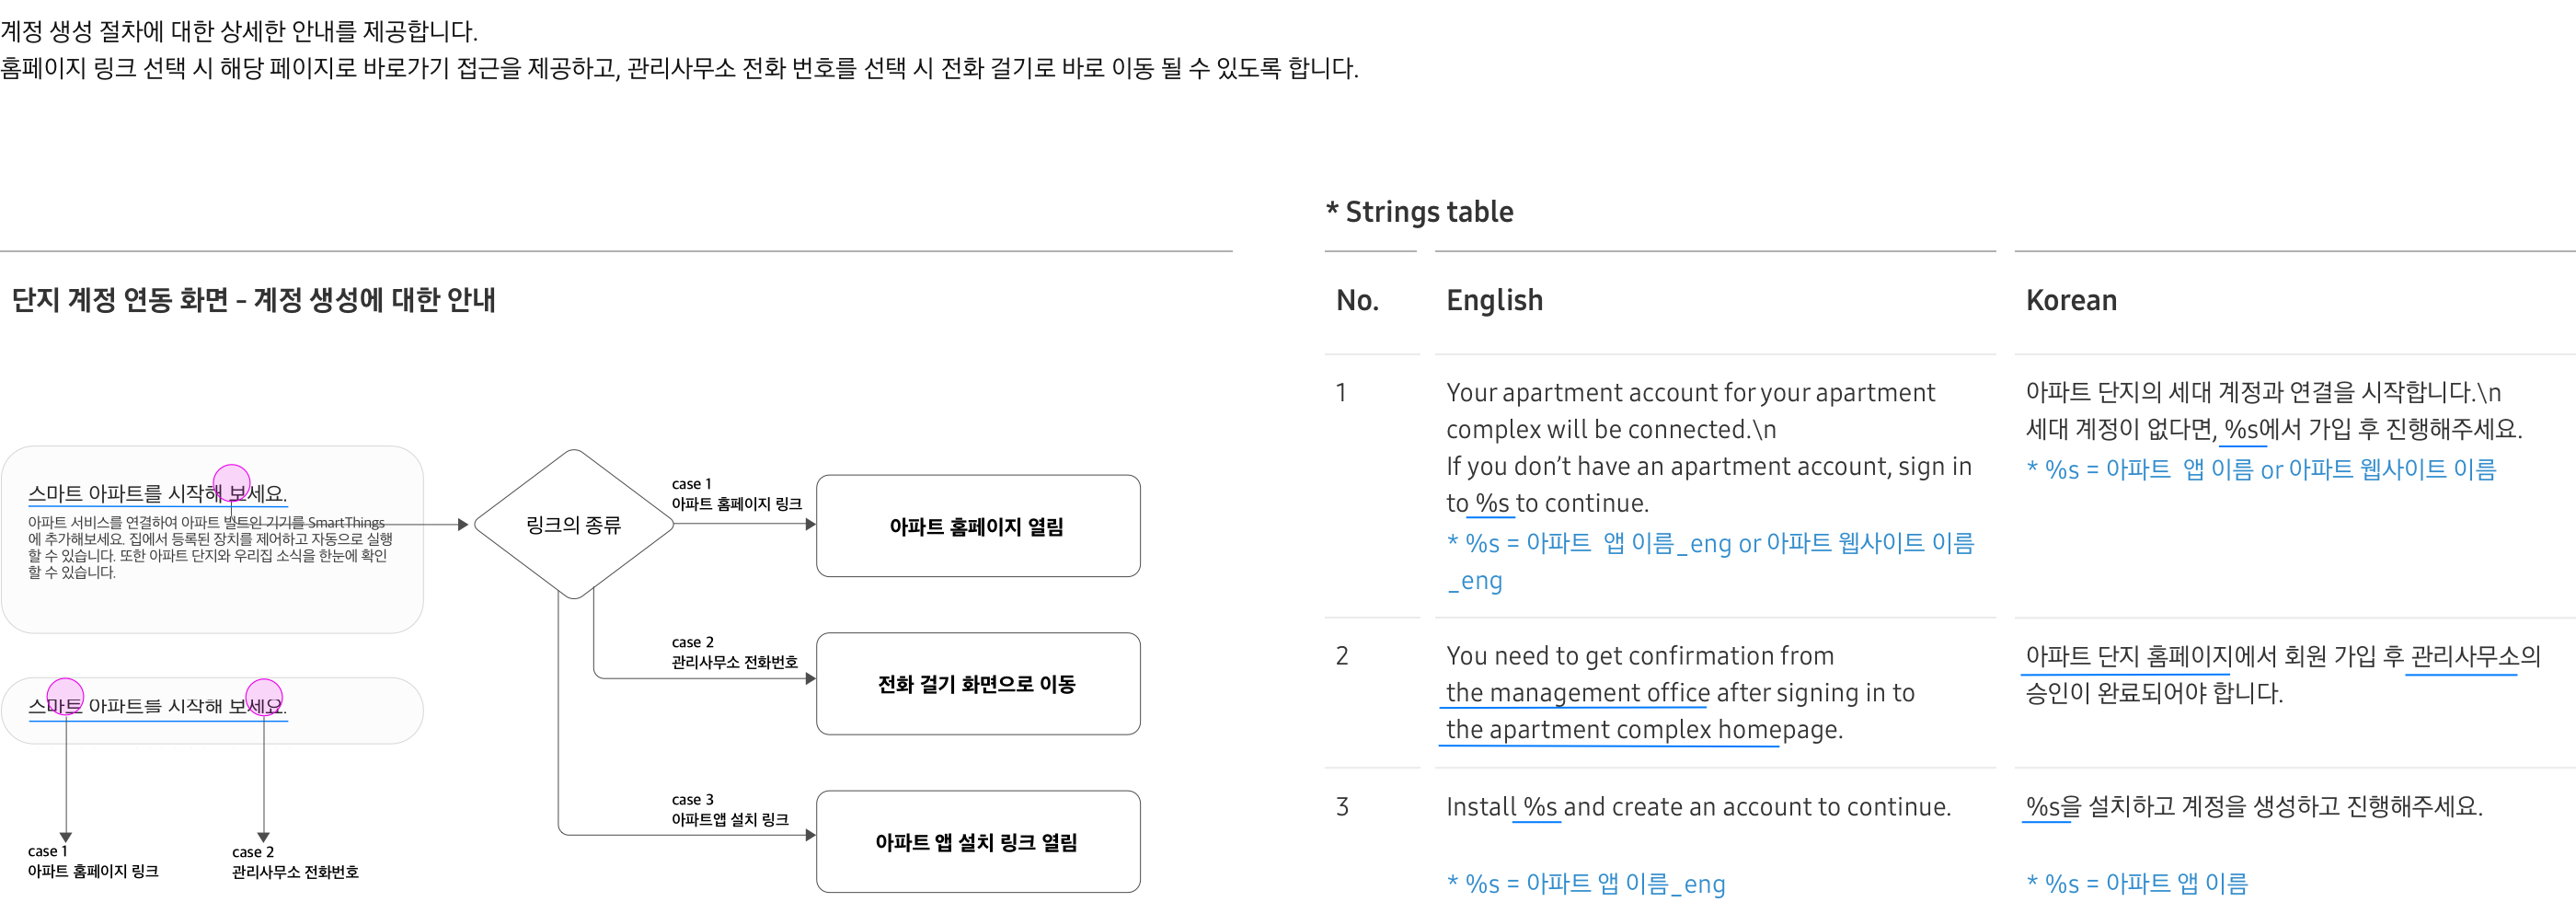 계정 생성 절차에 대한 상세한 안내를 제공합니다.
홈페이지 링크 선택 시 해당 페이지로 바로가기 접근을 제공하고, 관리사무소 전화 번호를 선택 시 전화 걸기로 바로 이동 될 수 있도록 합니다.
단지 계정 연동 화면 – 계정 생성에 대한 안내
스마트 아파트를 시작해 보세요.
아파트 서비스를 연결하여 아파트 빌트인 기기를 SmartThings
에 추가해보세요. 집에서 등록된 장치를 제어하고 자동으로 실행
할 수 있습니다. 또한 아파트 단지와 우리집 소식을 한눈에 확인
할 수 있습니다.
스마트 아파트를 시작해 보세요.
case 1
아파트 홈페이지 링크
case 2
관리사무소 전화번호
링크의 종류
case 1
아파트 홈페이지 링크
아파트 홈페이지 열림
case 2
관리사무소 전화번호
전화 걸기 화면으로 이동
case 3
아파트앱 설치 링크
아파트 앱 설치 링크 열림
* Strings table
No.
English
Korean
1
Your apartment account for your apartment
complex will be connected.\n
If you don’t have an apartment account, sign in
to %s to continue.
* %s = 아파트  앱 이름_eng or 아파트 웹사이트 이름
_eng
아파트 단지의 세대 계정과 연결을 시작합니다.\n
세대 계정이 없다면, %s에서 가입 후 진행해주세요.
* %s = 아파트  앱 이름 or 아파트 웹사이트 이름
2
You need to get confirmation from
the management office after signing in to
the apartment complex homepage.
아파트 단지 홈페이지에서 회원 가입 후 관리사무소의
승인이 완료되어야 합니다.
3
Install %s and create an account to continue.
* %s = 아파트 앱 이름_eng
%s을 설치하고 계정을 생성하고 진행해주세요.
* %s = 아파트 앱 이름